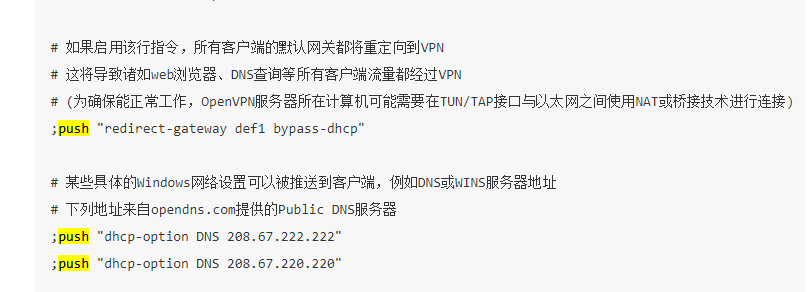 # 如果启用该行指令，所有客户端的默认网关都将重定向到VPN
# 这将导致诸如web浏览器、DNS查询等所有客户端流量都经过VPN
# (为确保能正常工作，OpenVPN服务器所在计算机可能需要在TUN/TAP接口与以太网之间使用NAT或桥接技术进行连接)
;push "redirect-gateway def1 bypass-dhcp"
# 某些具体的Windows网络设置可以被推送到客户端，例如DNS或WINS服务器地址
# 下列地址来自opendns.com提供的Public DNS服务器
;push "dhcp-option DNS 208.67.222.222"
;push "dhcp-option DNS 208.67.220.220"